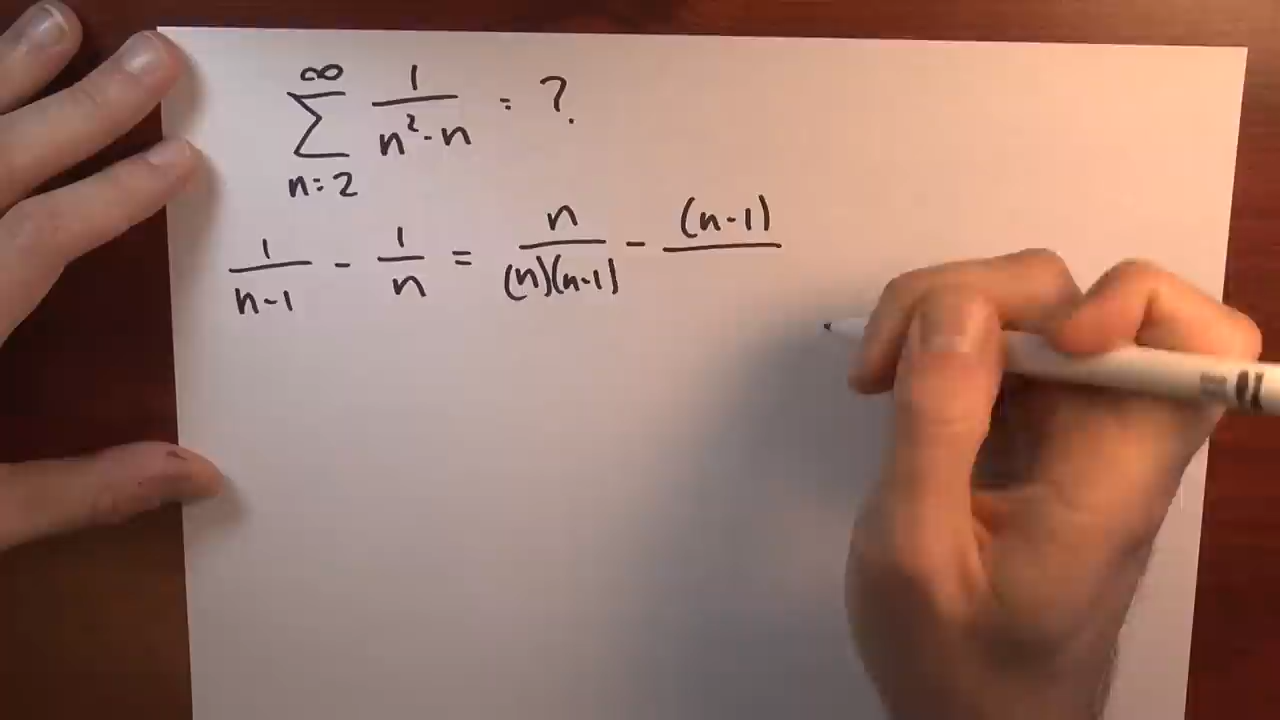 ∞
∑ 1/(n²-n) = ?
n=2
1/(n-1) - 1/n = n/((n)(n-1)) - (n-1)/